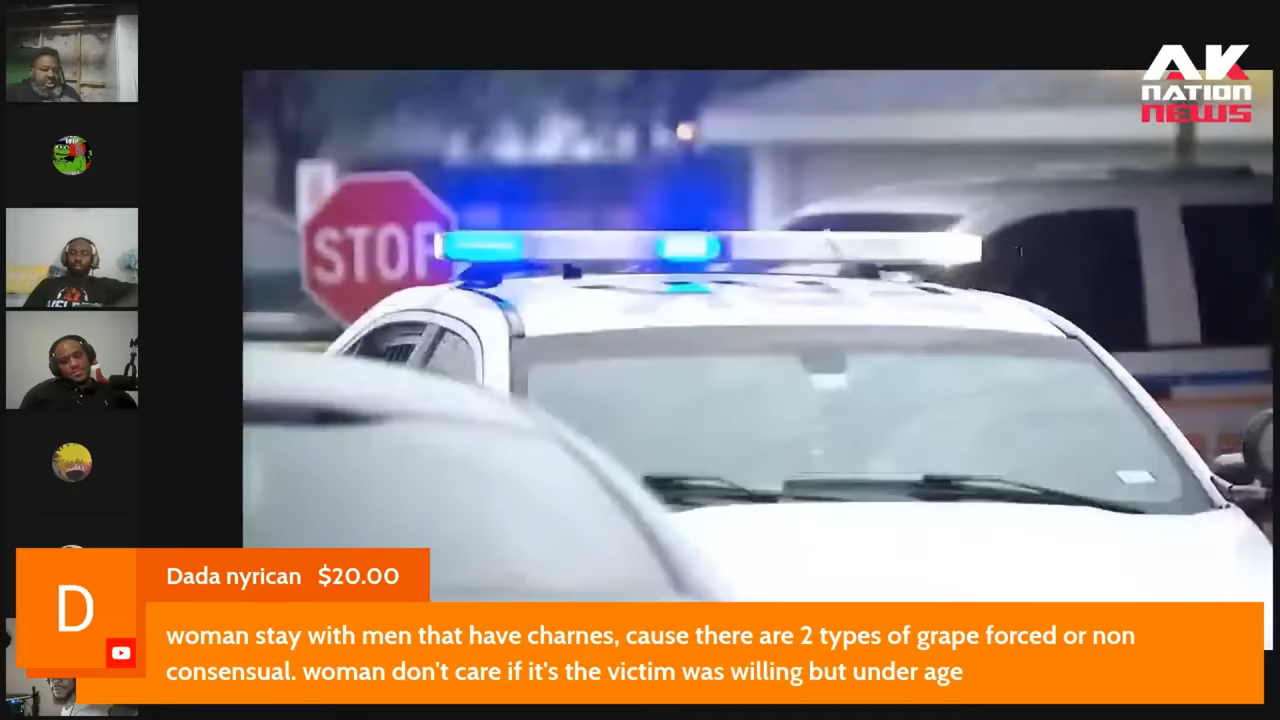 AK
NATION
NEWS
STOP
D
Dada nyrican $20.00
woman stay with men that have charnes, cause there are 2 types of grape forced or non
consensual. woman don't care if it's the victim was willing but under age